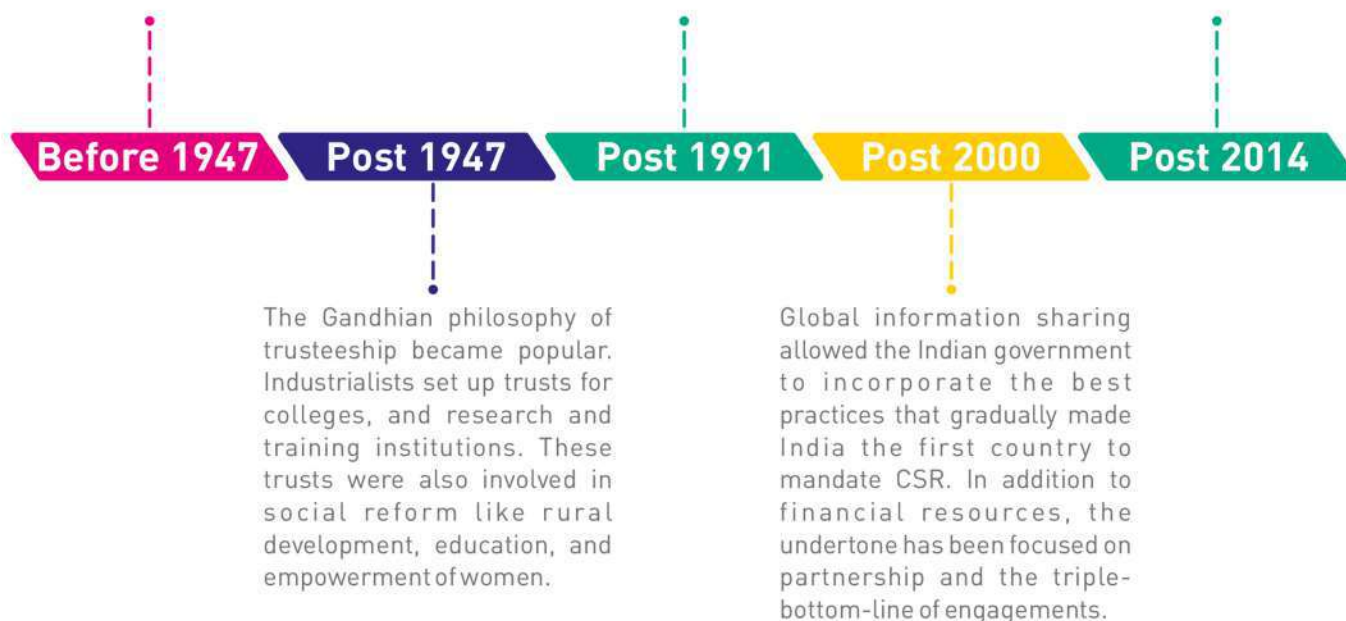 Before 1947
Post 1947
Post 1991
Post 2000
Post 2014
The Gandhian philosophy of
trusteeship became popular.
Industrialists set up trusts for
colleges, and research and
training institutions. These
trusts were also involved in
social reform like rural
development, education, and
empowerment of women.
Global information sharing
allowed the Indian government
to incorporate the best
practices that gradually made
India the first country to
mandate CSR. In addition to
financial resources, the
undertone has been focused on
partnership and the triple-
bottom-line of engagements.